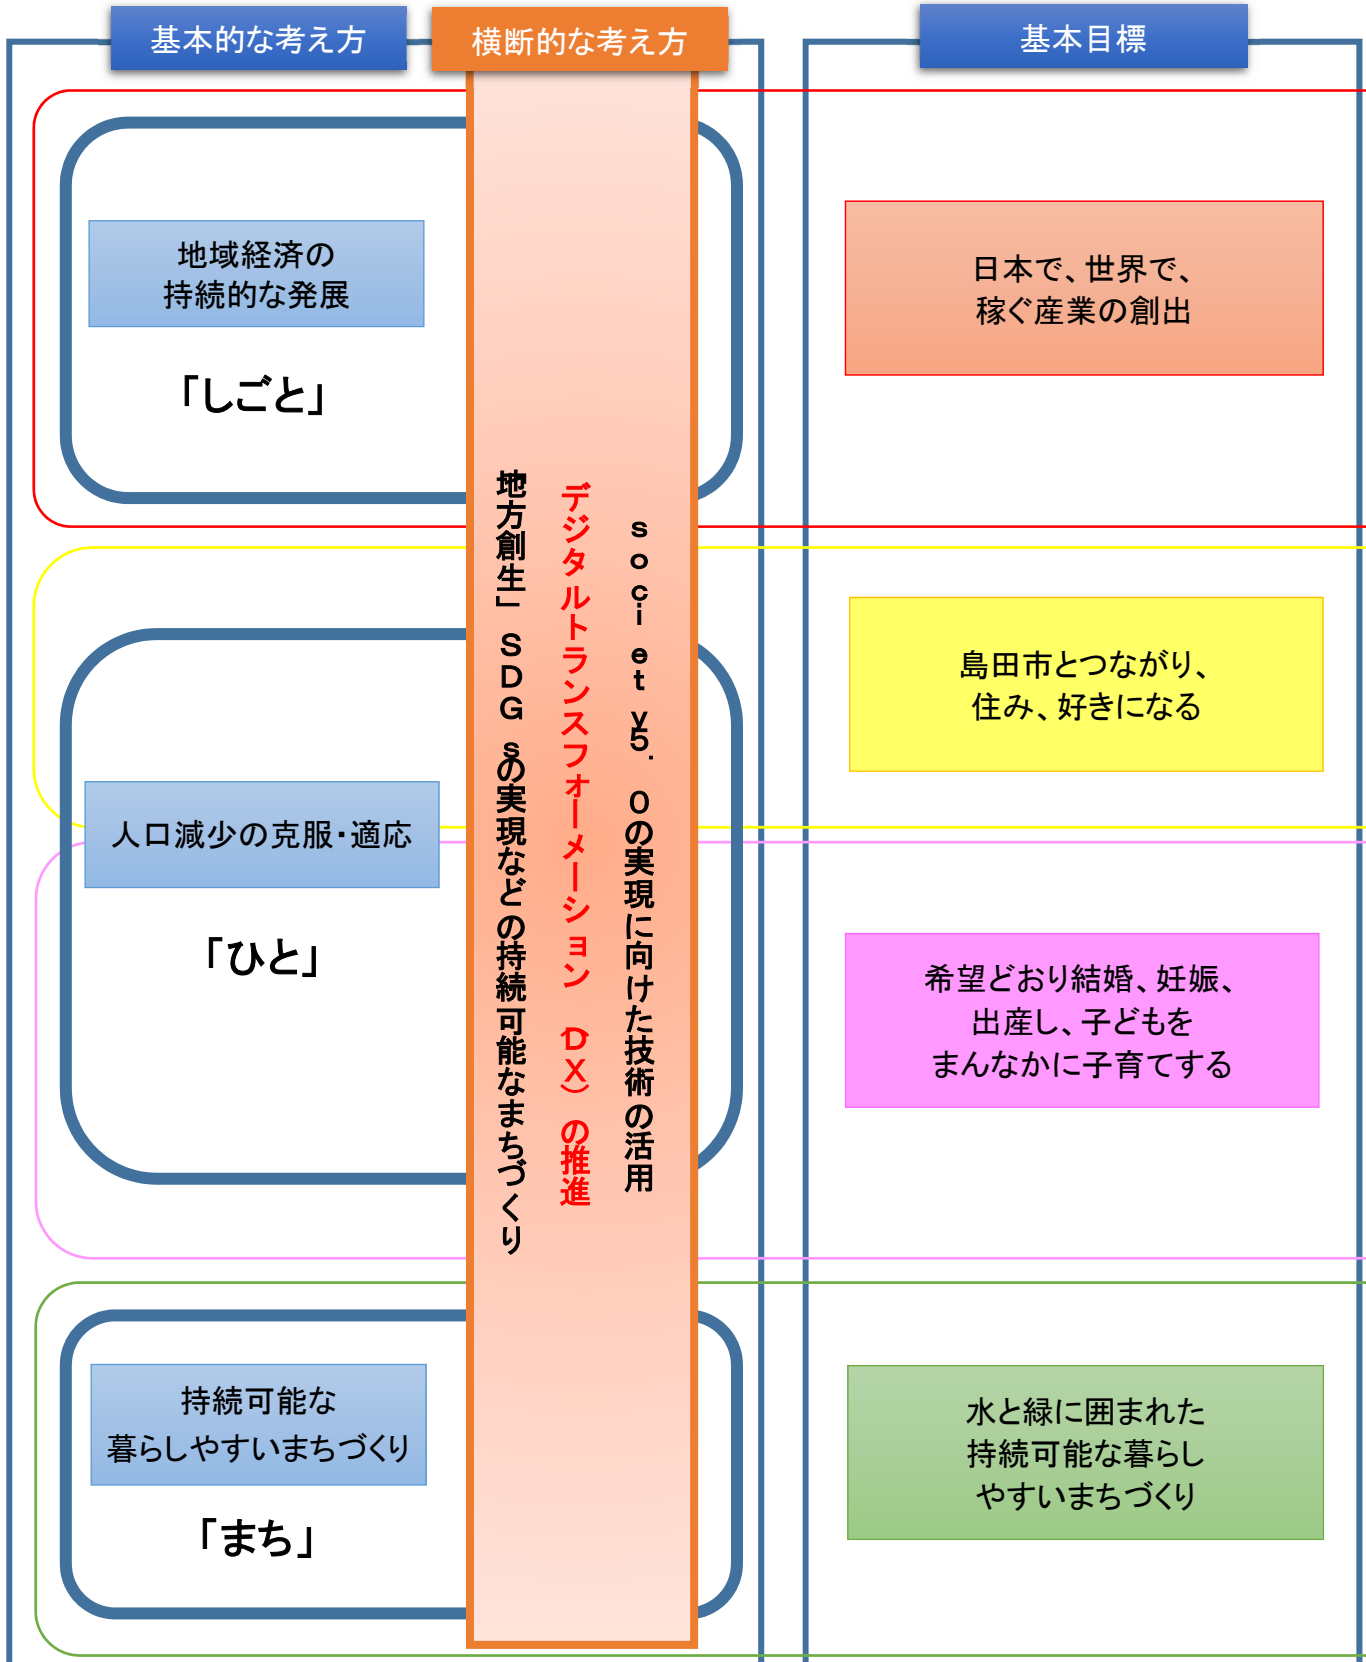 基本的な考え方
横断的な考え方
基本目標
地域経済の
持続的な発展
「しごと」
人口減少の克服・適応
「ひと」
持続可能な
暮らしやすいまちづくり
「まち」
society5.0の実現に向けた技術の活用
デジタルトランスフォーメーション（DX）の推進
地方創生」SDGsの実現などの持続可能なまちづくり
日本で、世界で、
稼ぐ産業の創出
島田市とつながり、
住み、好きになる
希望どおり結婚、妊娠、
出産し、子どもを
まんなかに子育てする
水と緑に囲まれた
持続可能な暮らし
やすいまちづくり